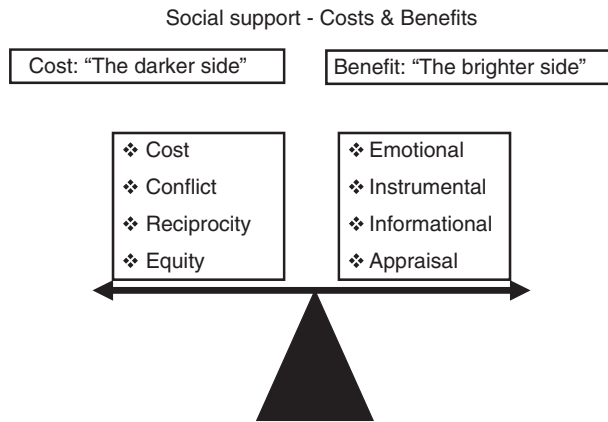 Social support - Costs & Benefits
Cost: “The darker side”
Benefit: “The brighter side”
❖ Cost
❖ Conflict
❖ Reciprocity
❖ Equity
❖ Emotional
❖ Instrumental
❖ Informational
❖ Appraisal